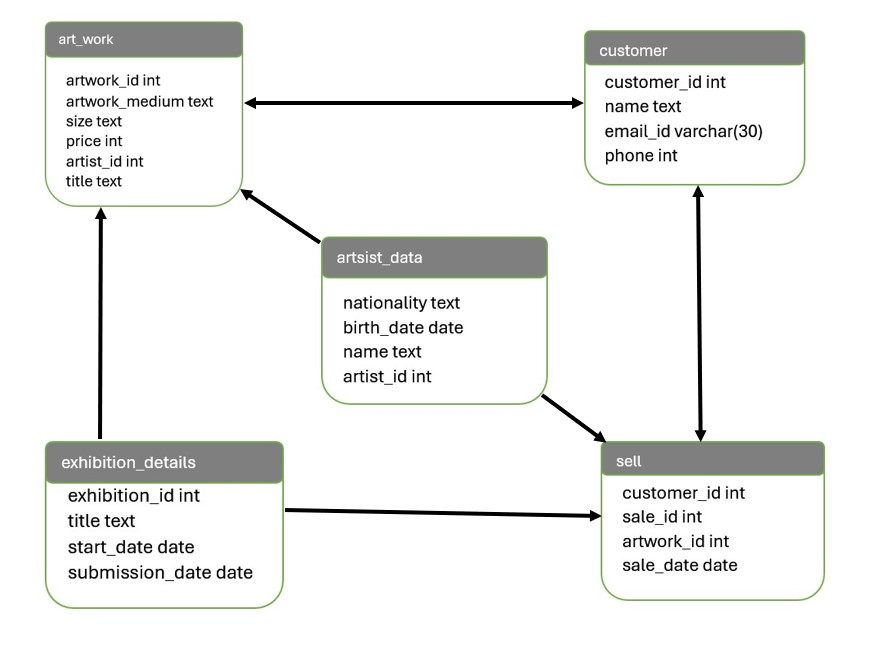 art_work
artwork_id int
artwork_medium text
size text
price int
artist_id int
title text
customer
customer_id int
name text
email_id varchar(30)
phone int
artsist_data
nationality text
birth_date date
name text
artist_id int
exhibition_details
exhibition_id int
title text
start_date date
submission_date date
sell
customer_id int
sale_id int
artwork_id int
sale_date date